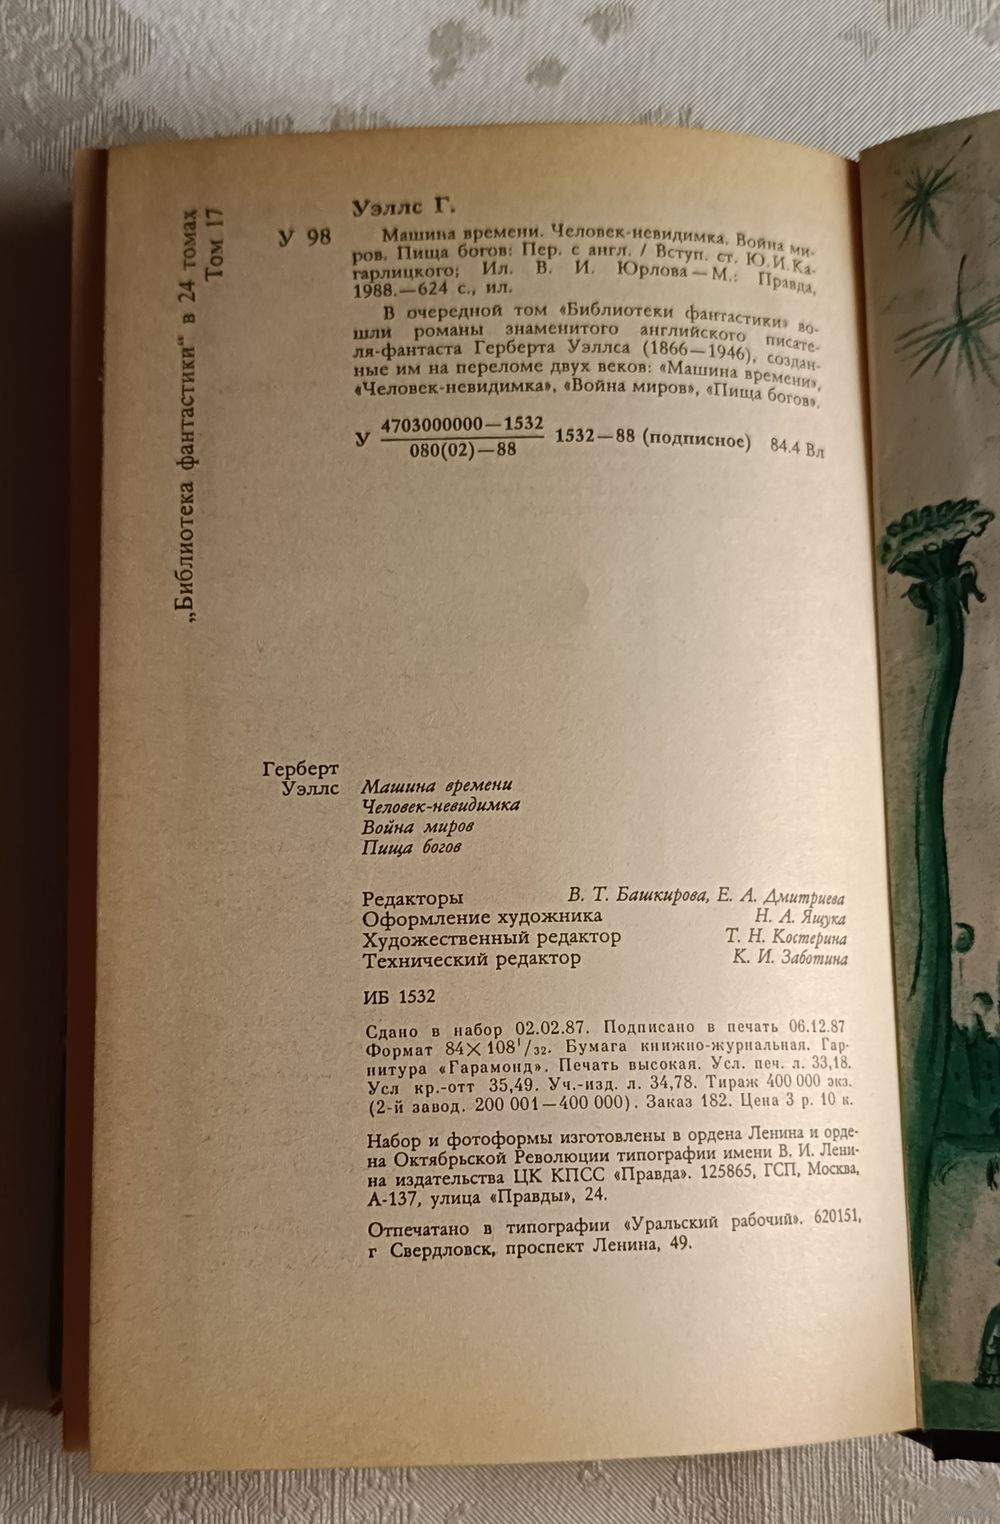 „Библиотека фантастики“ в 24 томах
Том 17
Уэллс Г.
У 98
Машина времени. Человек-невидимка. Война ми-
ров. Пища богов: Пер. с англ. / Вступ. ст. Ю. И. Ка-
гарлицкого; Ил. В. И. Юрлова — М.: Правда,
1988.—624 с., ил.
В очередной том «Библиотеки фантастики» во-
шли романы знаменитого английского писате-
ля-фантаста Герберта Уэллса (1866—1946), создан-
ные им на переломе двух веков: «Машина времени»,
«Человек-невидимка», «Война миров», «Пища богов».
У 4703000000—1532
080(02)—88 1532—88 (подписное) 84.4 Вл
Герберт
Уэллс Машина времени
Человек-невидимка
Война миров
Пища богов
Редакторы В. Т. Башкирова, Е. А. Дмитриева
Оформление художника Н. А. Ящука
Художественный редактор Т. Н. Костерина
Технический редактор К. И. Заботина
ИБ 1532
Сдано в набор 02.02.87. Подписано в печать 06.12.87
Формат 84×108¹/₃₂. Бумага книжно-журнальная. Гар-
нитура «Гарамонд». Печать высокая. Усл. печ. л. 33,18.
Усл кр.-отт 35,49. Уч.-изд. л. 34,78. Тираж 400 000 экз.
(2-й завод. 200 001—400 000). Заказ 182. Цена 3 р. 10 к.
Набор и фотоформы изготовлены в ордена Ленина и орде-
на Октябрьской Революции типографии имени В. И. Лени-
на издательства ЦК КПСС «Правда». 125865, ГСП, Москва,
А-137, улица «Правды», 24.
Отпечатано в типографии «Уральский рабочий». 620151,
г Свердловск, проспект Ленина, 49.